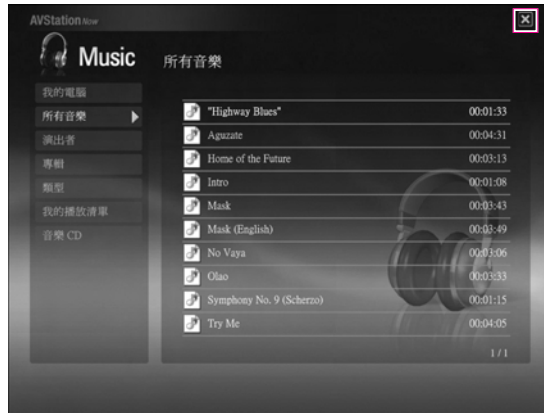 AVStation Now
Music
所有音樂
我的電腦
所有音樂
演出者
專輯
類型
我的播放清單
音樂 CD
"Highway Blues" 00:01:33
Aguzate 00:04:31
Home of the Future 00:03:13
Intro 00:01:08
Mask 00:03:43
Mask (English) 00:03:49
No Vaya 00:03:06
Olao 00:03:33
Symphony No. 9 (Scherzo) 00:01:15
Try Me 00:04:05
1 / 1